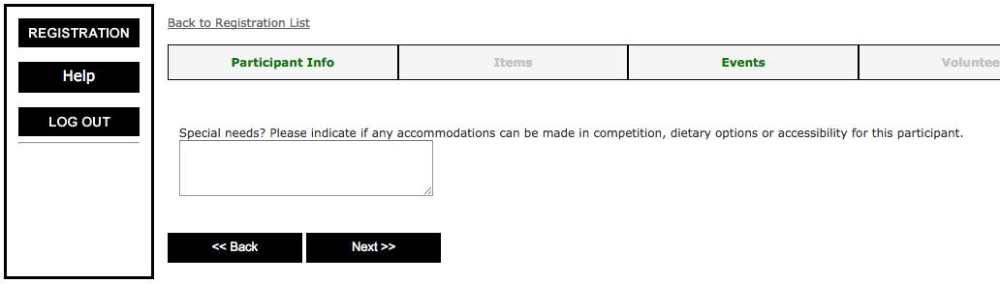 REGISTRATION
Help
LOG OUT
Back to Registration List
Participant Info
Items
Events
Voluntee
Special needs? Please indicate if any accommodations can be made in competition, dietary options or accessibility for this participant.
<< Back
Next >>